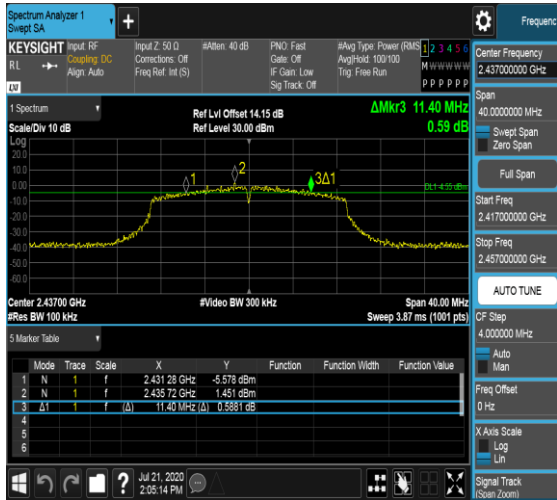 Spectrum Analyzer 1
Swept SA
+
Frequenc
KEYSIGHT
RL
LXI
Input: RF
Coupling: DC
Align: Auto
Input Z: 50 Ω
Corrections: Off
Freq Ref: Int (S)
#Atten: 40 dB
PNO: Fast
Gate: Off
IF Gain: Low
Sig Track: Off
#Avg Type: Power (RMS
Avg|Hold: 100/100
Trig: Free Run
1 2 3 4 5 6
M W W W W W
P P P P P P
1 Spectrum
Scale/Div 10 dB
Ref Lvl Offset 14.15 dB
Ref Level 30.00 dBm
ΔMkr3 11.40 MHz
0.59 dB
Log
20.0
10.0
0.00
-10.0
-20.0
-30.0
-40.0
-50.0
-60.0
1
2
3Δ1
DL1 -4.55 dBm
Center 2.43700 GHz
#Res BW 100 kHz
#Video BW 300 kHz
Span 40.00 MHz
Sweep 3.87 ms (1001 pts)
5 Marker Table
Mode Trace Scale X Y Function Function Width Function Value
1 N 1 f 2.431 28 GHz -5.578 dBm
2 N 1 f 2.435 72 GHz 1.451 dBm
3 Δ1 1 f (Δ) 11.40 MHz (Δ) 0.5881 dB
4
5
6
Center Frequency
2.437000000 GHz
Span
40.0000000 MHz
Swept Span
Zero Span
Full Span
Start Freq
2.417000000 GHz
Stop Freq
2.457000000 GHz
AUTO TUNE
CF Step
4.000000 MHz
Auto
Man
Freq Offset
0 Hz
X Axis Scale
Log
Lin
Signal Track
(Span Zoom)
?
Jul 21, 2020
2:05:14 PM